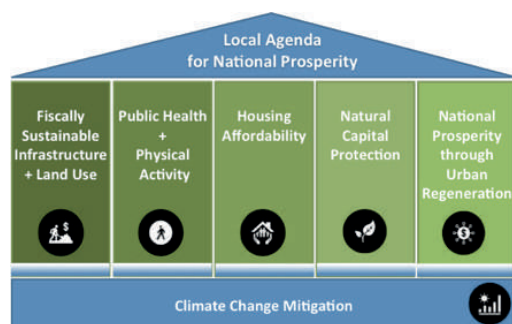 Local Agenda
for National Prosperity
Fiscally
Sustainable
Infrastructure
+ Land Use
Public Health
+
Physical
Activity
Housing
Affordability
Natural
Capital
Protection
National
Prosperity
through
Urban
Regeneration
$
$
Climate Change Mitigation